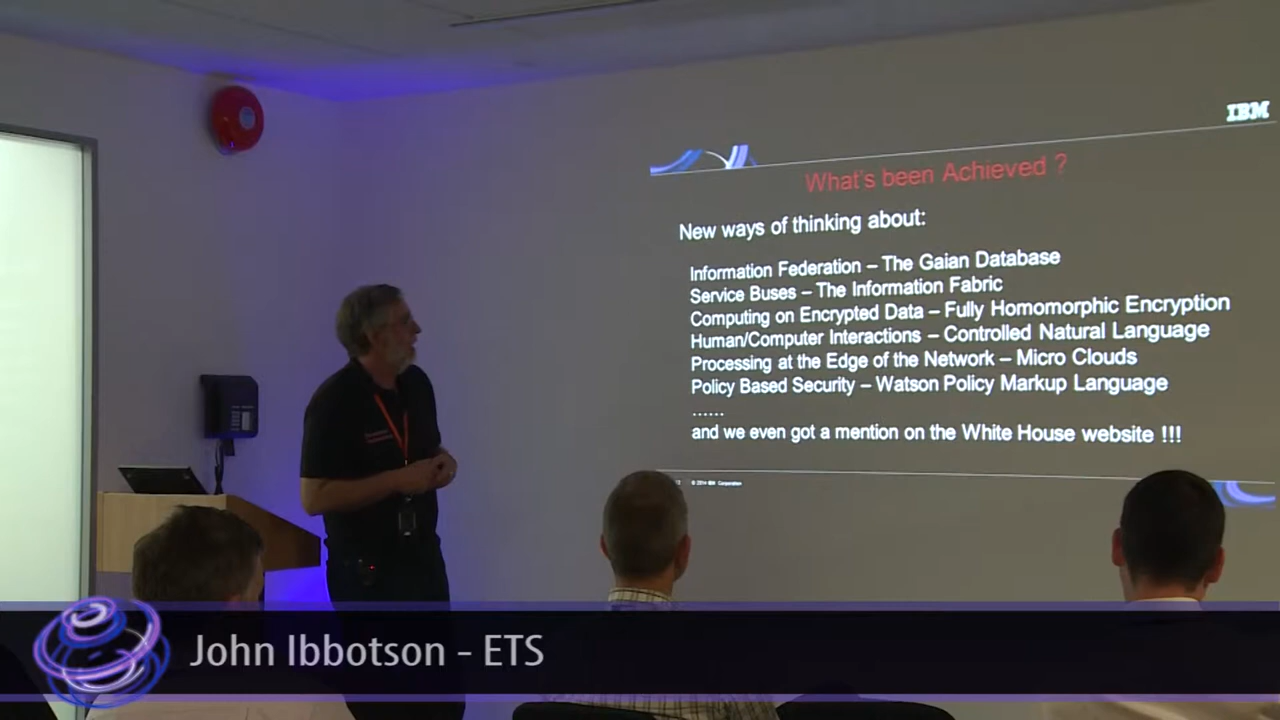 IBM
What's been Achieved ?
New ways of thinking about:
Information Federation – The Gaian Database
Service Buses – The Information Fabric
Computing on Encrypted Data – Fully Homomorphic Encryption
Human/Computer Interactions – Controlled Natural Language
Processing at the Edge of the Network – Micro Clouds
Policy Based Security – Watson Policy Markup Language
......
and we even got a mention on the White House website !!!
© 2014 IBM Corporation
John Ibbotson - ETS